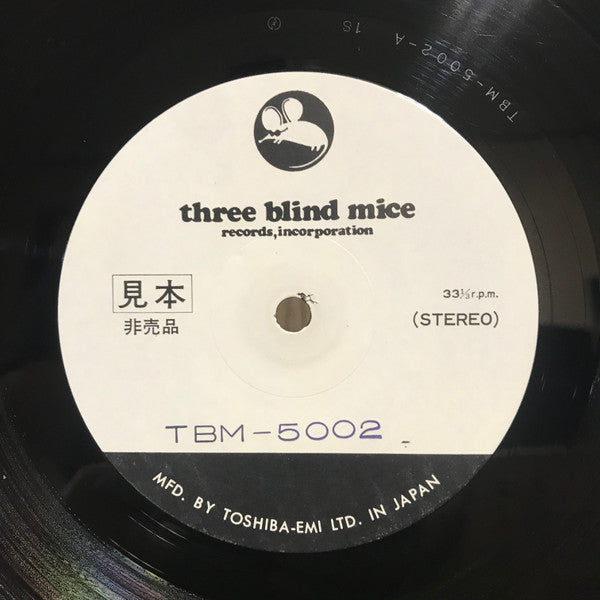 TBM-5002-A 1S
three blind mice
records,incorporation
見本
非売品
33⅓r.p.m.
(STEREO)
TBM-5002
MFD. BY TOSHIBA-EMI LTD. IN JAPAN